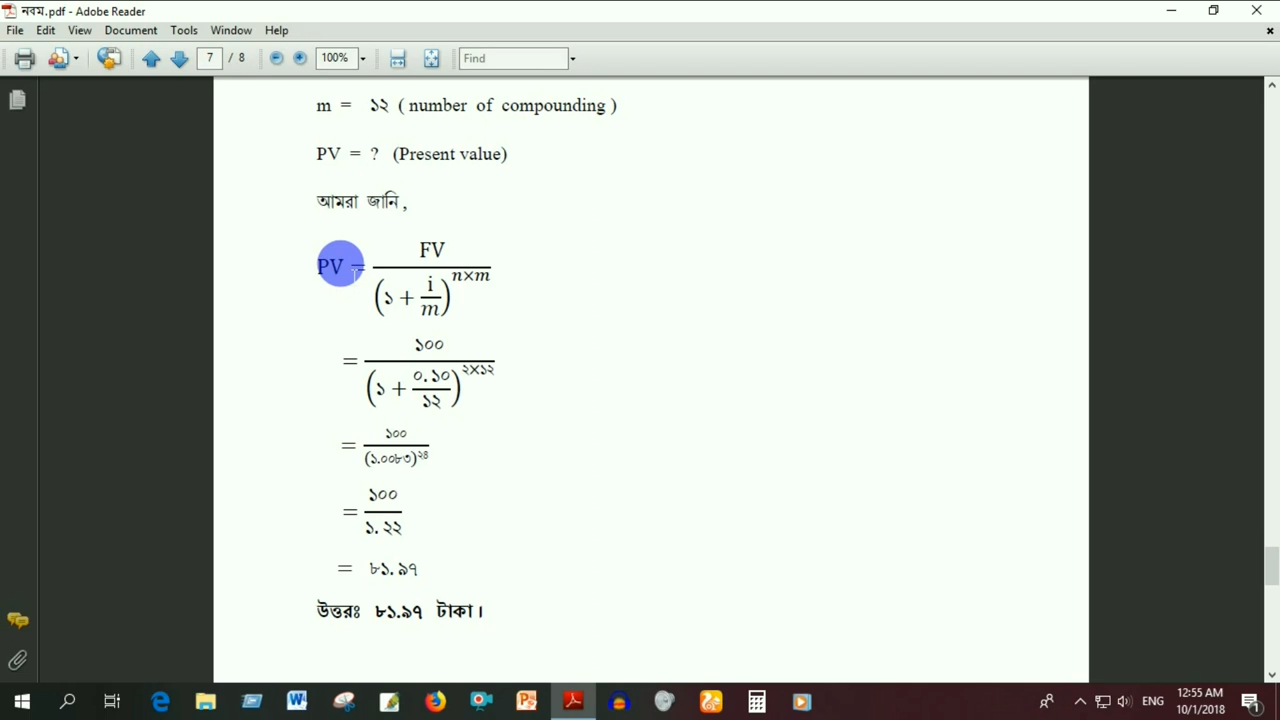 নবম.pdf - Adobe Reader
File Edit View Document Tools Window Help
7 / 8 100% Find
m = ১২ ( number of compounding )
PV = ? (Present value)
আমরা জানি ,
PV = FV / (১ + i/m)^n×m
= ১০০ / (১ + ০.১০/১২)^২×১২
= ১০০ / (১.০০৮৩)^২৪
= ১০০ / ১.২২
= ৮১.৯৭
উত্তরঃ ৮১.৯৭ টাকা।
ENG
12:55 AM
10/1/2018